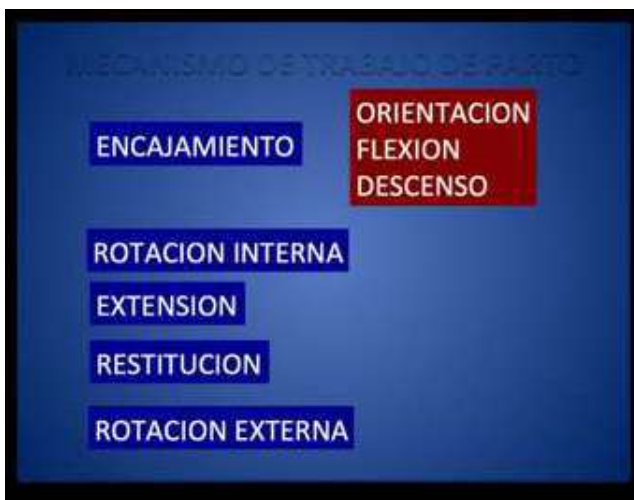 MECANISMO DE TRABAJO DE PARTO
ENCAJAMIENTO
ORIENTACION
FLEXION
DESCENSO
ROTACION INTERNA
EXTENSION
RESTITUCION
ROTACION EXTERNA